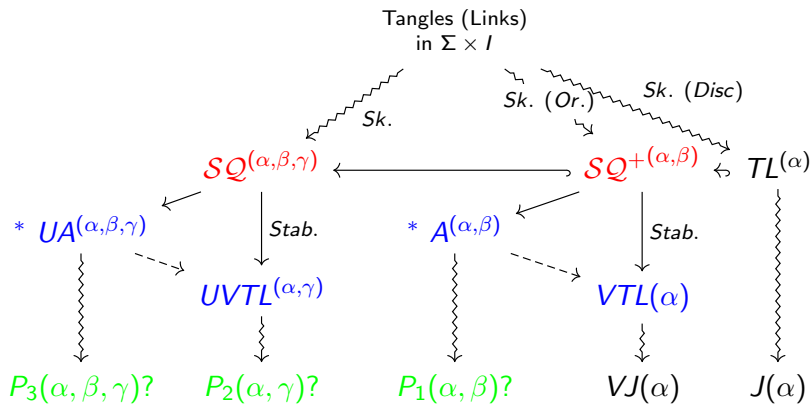 Tangles (Links)
in Σ × I
Sk.
Sk. (Or.)
Sk. (Disc)
𝒮𝒬^(α,β,γ)
𝒮𝒬^+(α,β)
TL^(α)
* UA^(α,β,γ)
Stab.
* A^(α,β)
Stab.
UVTL^(α,γ)
VTL(α)
P₃(α, β, γ)?
P₂(α, γ)?
P₁(α, β)?
VJ(α)
J(α)